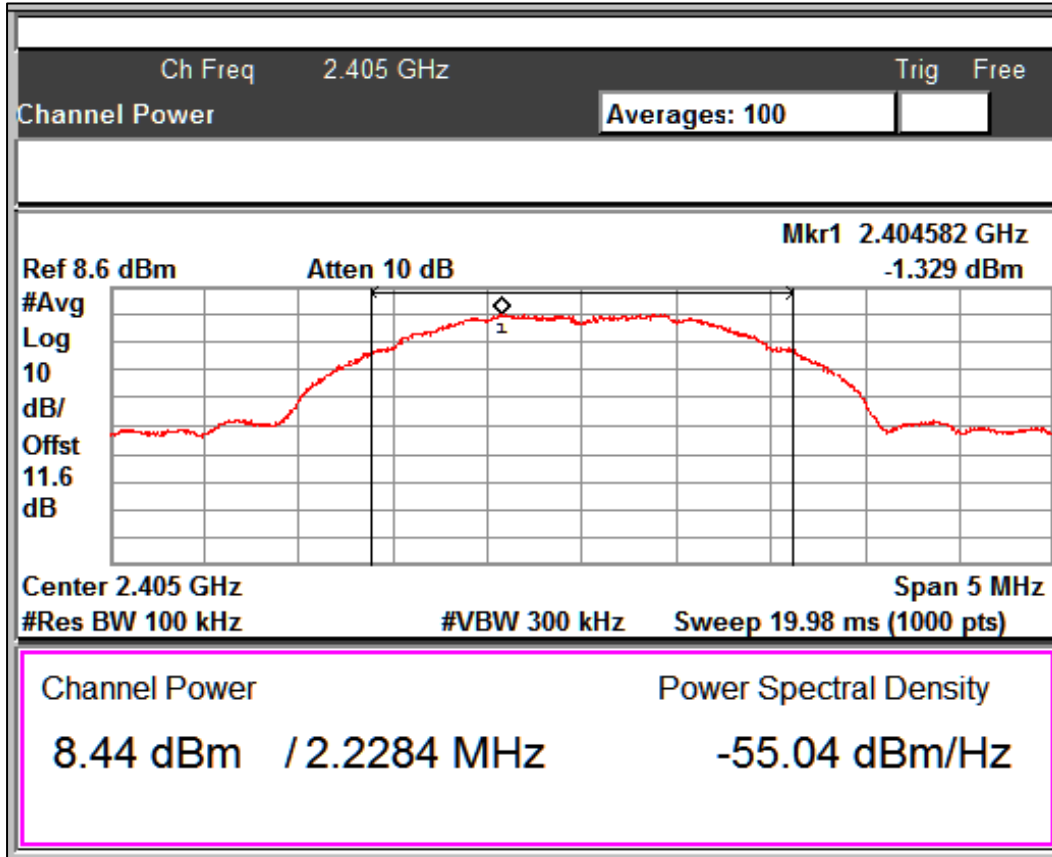 Ch Freq 2.405 GHz Trig Free
Channel Power Averages: 100
Mkr1 2.404582 GHz
Ref 8.6 dBm Atten 10 dB -1.329 dBm
#Avg
Log
10
dB/
Offst
11.6
dB
1
Center 2.405 GHz Span 5 MHz
#Res BW 100 kHz #VBW 300 kHz Sweep 19.98 ms (1000 pts)
Channel Power Power Spectral Density
8.44 dBm / 2.2284 MHz -55.04 dBm/Hz